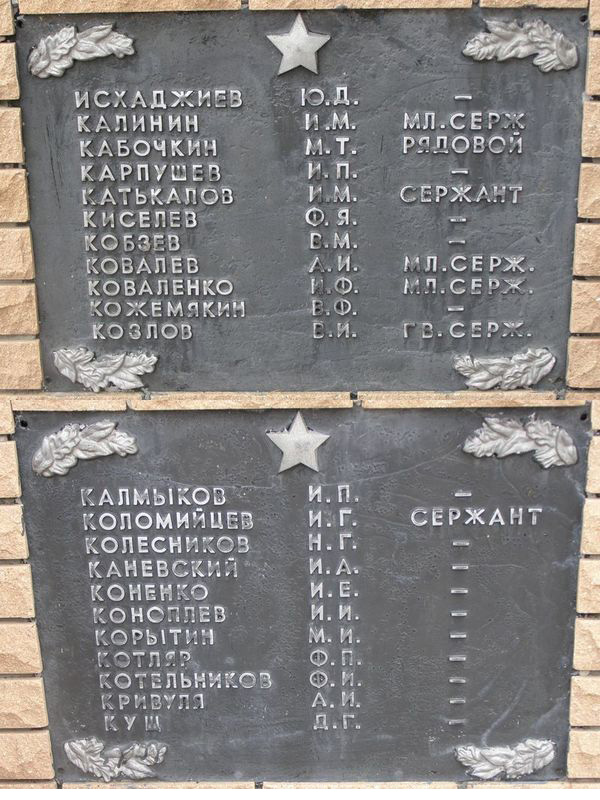 ИСХАДЖИЕВ Ю.Д. –
КАЛИНИН И.М. МЛ.СЕРЖ
КАБОЧКИН М.Т. РЯДОВОЙ
КАРПУШЕВ И.П. –
КАТЬКАЛОВ И.М. СЕРЖАНТ
КИСЕЛЕВ Ф.Я. –
КОБЗЕВ В.М. –
КОВАЛЕВ А.И. МЛ.СЕРЖ.
КОВАЛЕНКО И.Ф. МЛ.СЕРЖ.
КОЖЕМЯКИН В.Ф. –
КОЗЛОВ В.И. ГВ.СЕРЖ.
КАЛМЫКОВ И.П. –
КОЛОМИЙЦЕВ И.Г. СЕРЖАНТ
КОЛЕСНИКОВ Н.Г. –
КАНЕВСКИЙ И.А. –
КОНЕНКО И.Е. –
КОНОПЛЕВ И.И. –
КОРЫТИН М.И. –
КОТЛЯР Ф.П. –
КОТЕЛЬНИКОВ Ф.И. –
КРИВУЛЯ А.И. –
КУЩ Д.Г. –